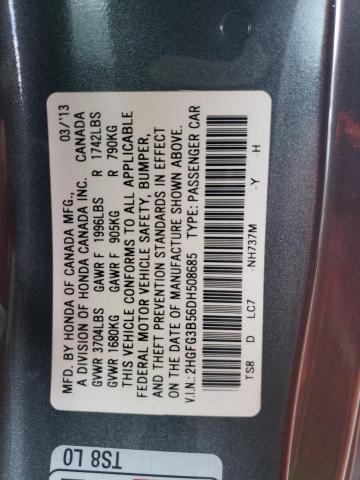 MFD. BY HONDA OF CANADA MFG., 03/13
A DIVISION OF HONDA CANADA INC. CANADA
GVWR 3704LBS GAWR F 1996LBS R 1742LBS
GVWR 1680KG GAWR F 905KG R 790KG
THIS VEHICLE CONFORMS TO ALL APPLICABLE
FEDERAL MOTOR VEHICLE SAFETY, BUMPER,
AND THEFT PREVENTION STANDARDS IN EFFECT
ON THE DATE OF MANUFACTURE SHOWN ABOVE.
V.I.N.: 2HGFG3B56DH508685 TYPE: PASSENGER CAR
TS8 D LC7 -NH737M -Y -H
TS8 L0